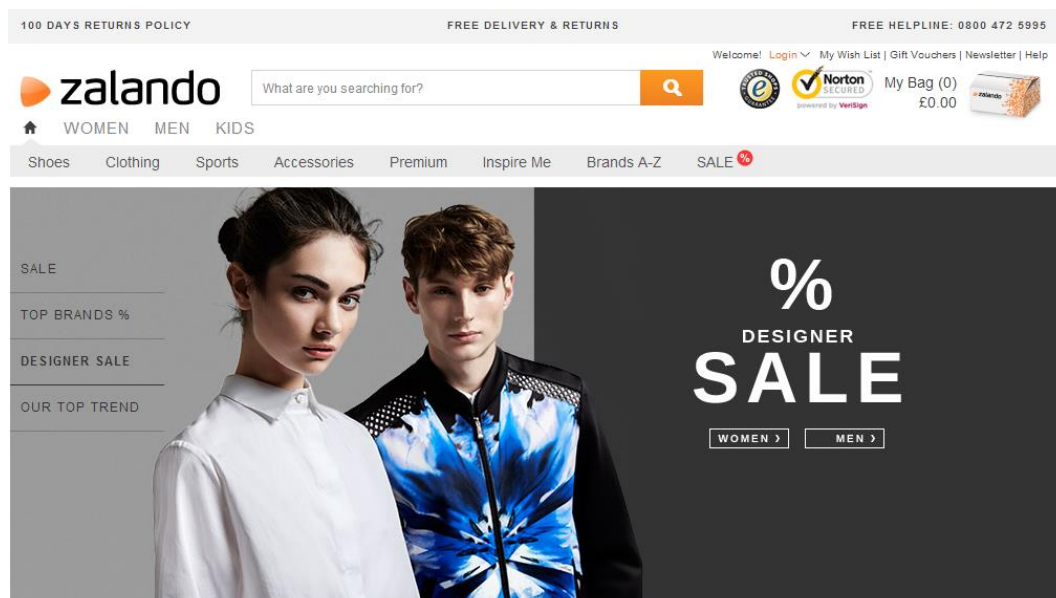 100 DAYS RETURNS POLICY
FREE DELIVERY & RETURNS
FREE HELPLINE: 0800 472 5995
Welcome! Login My Wish List | Gift Vouchers | Newsletter | Help
zalando
What are you searching for?
TRUSTED SHOPS
GUARANTEE
e
Norton
SECURED
powered by VeriSign
My Bag (0)
£0.00
zalando
WOMEN MEN KIDS
Shoes Clothing Sports Accessories Premium Inspire Me Brands A-Z SALE %
SALE
TOP BRANDS %
DESIGNER SALE
OUR TOP TREND
%
DESIGNER
SALE
WOMEN › MEN ›